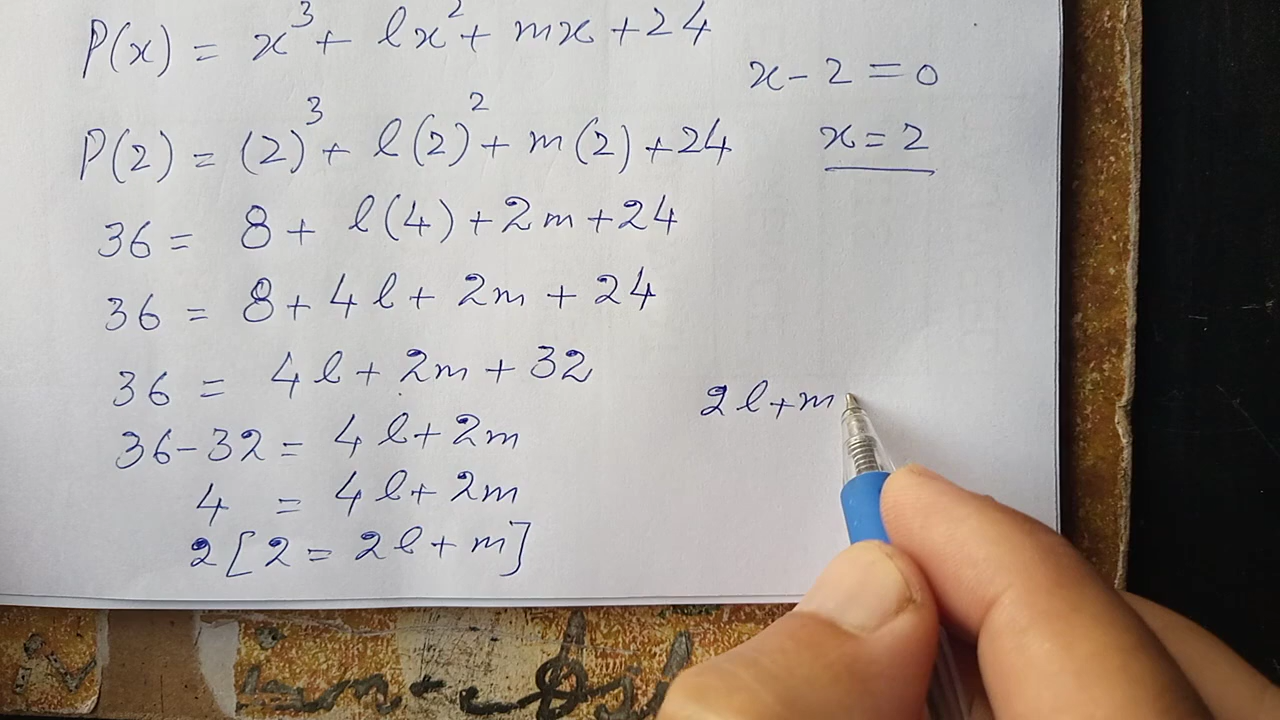 P(x) = x³ + lx² + mx + 24
x - 2 = 0
P(2) = (2)³ + l(2)² + m(2) + 24
x = 2
36 = 8 + l(4) + 2m + 24
36 = 8 + 4l + 2m + 24
36 = 4l + 2m + 32
2l + m
36 - 32 = 4l + 2m
4 = 4l + 2m
2[2 = 2l + m]